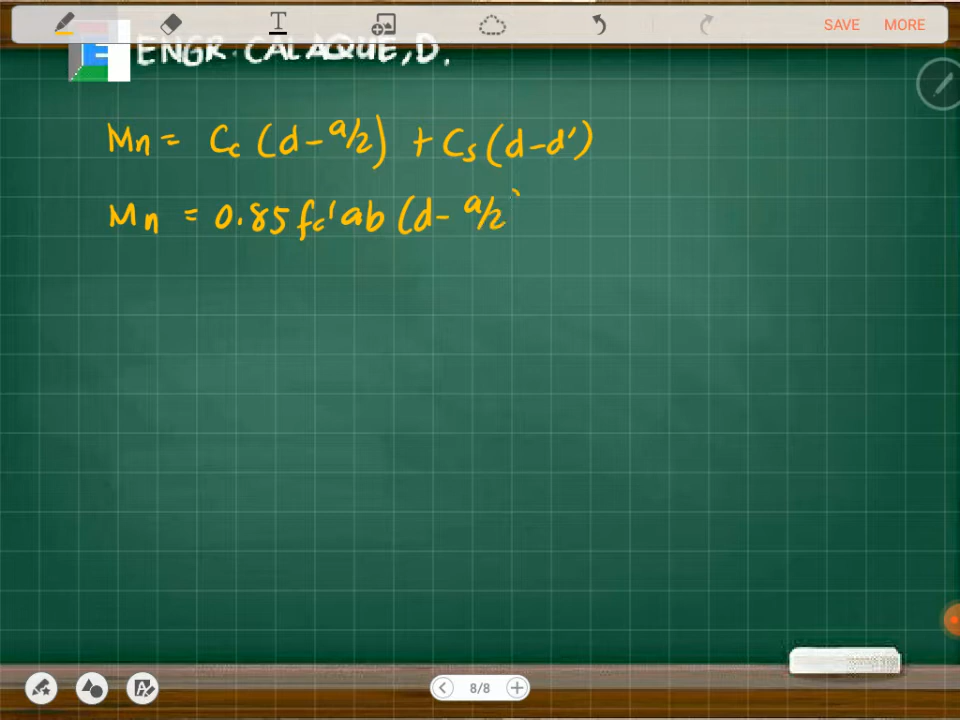 T
SAVE MORE
E ENGR. CALAQUE, D.
Mn = Cc (d - a/2) + Cs (d - d')
Mn = 0.85 fc' ab (d - a/2
A
8/8